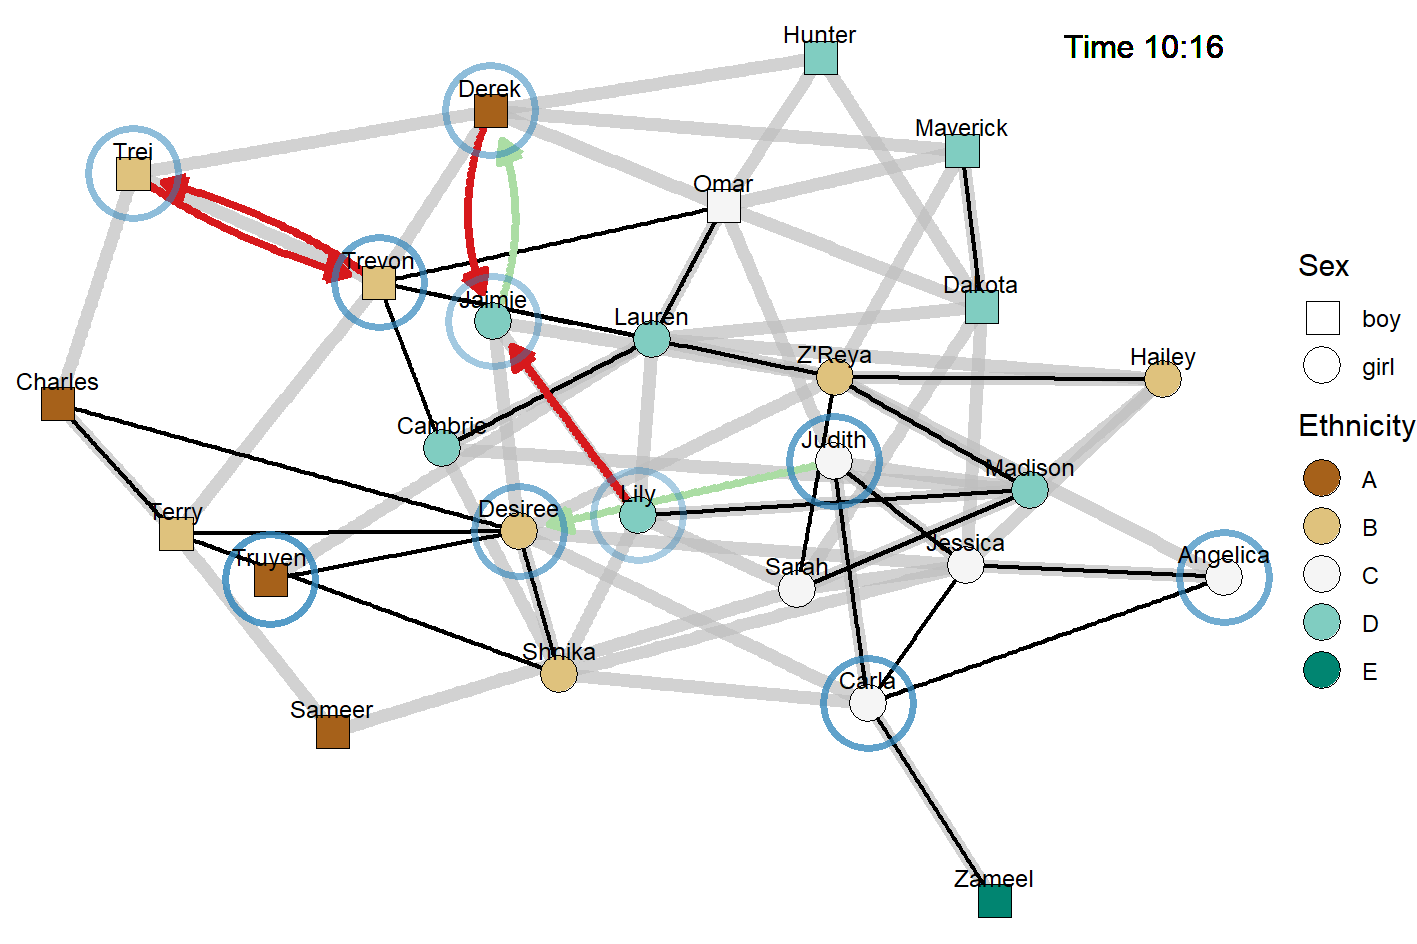 Hunter
Time 10:16
Derek
Maverick
Trei
Omar
Trevon
Jaimie
Dakota
Lauren
Z'Reya
Hailey
Charles
Cambrie
Judith
Madison
Lily
Desiree
Terry
Truyen
Sarah
Jessica
Angelica
Shnika
Carla
Sameer
Zameel
Sex
boy
girl
Ethnicity
A
B
C
D
E